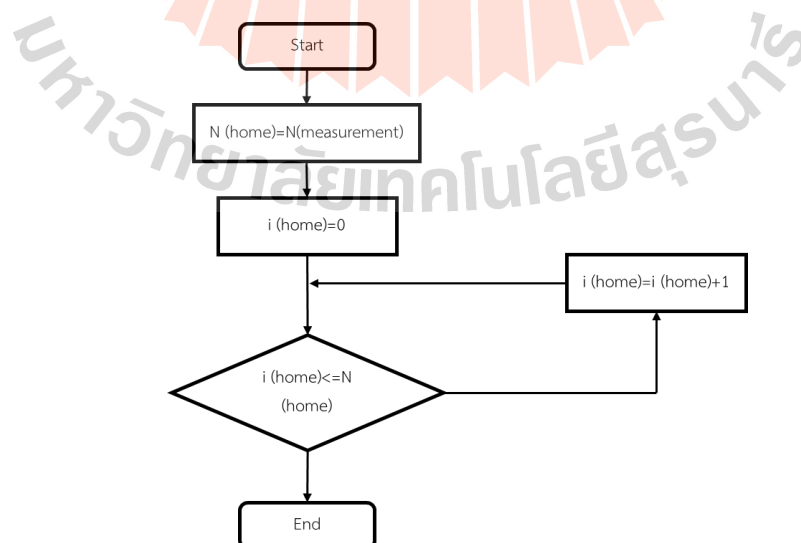 Start
N (home)=N(measurement)
มหาวิทยาลัยเทคโนโลยีสุรนารี
i (home)=0
i (home)=i (home)+1
i (home)<=N
(home)
End